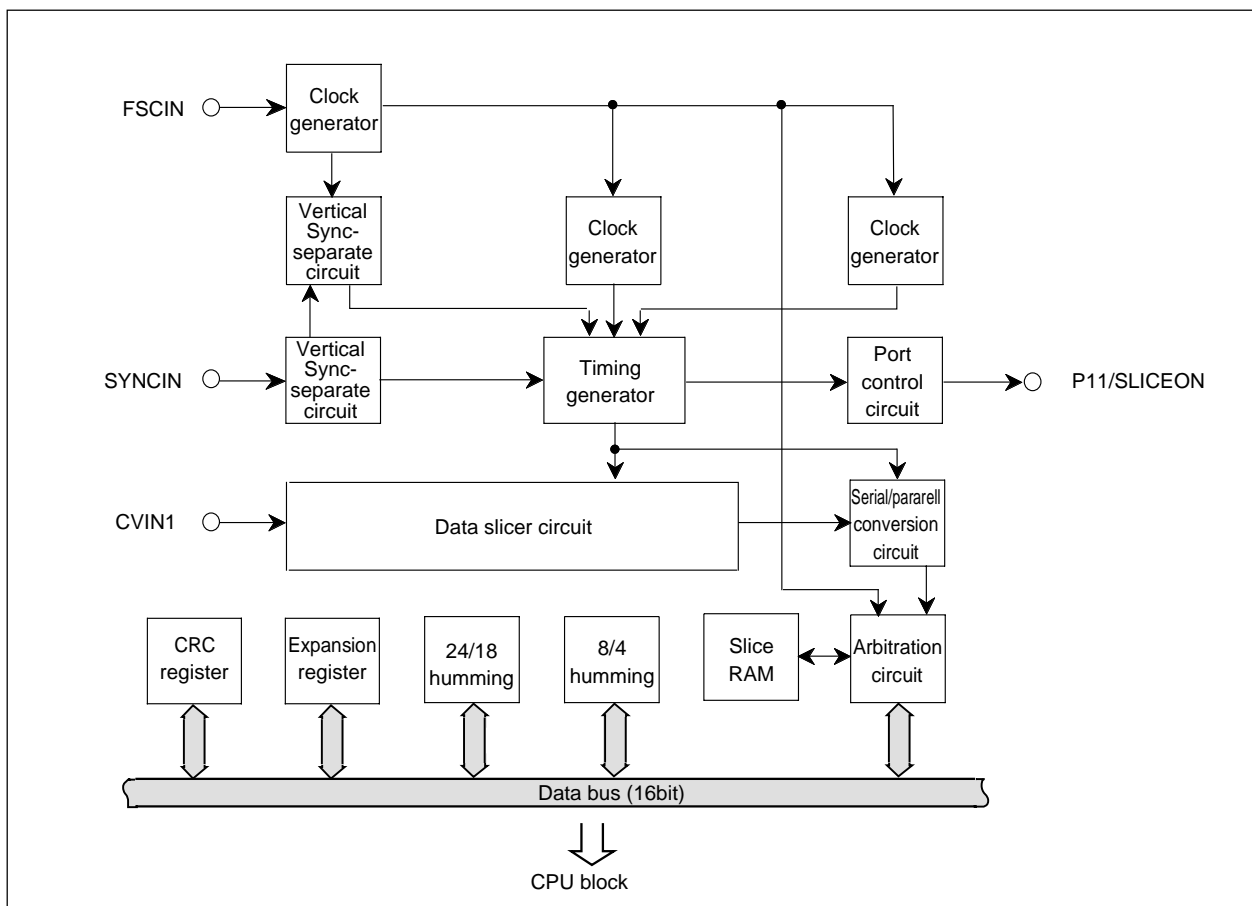 FSCIN
Clock
generator
Vertical
Sync-
separate
circuit
Clock
generator
Clock
generator
SYNCIN
Vertical
Sync-
separate
circuit
Timing
generator
Port
control
circuit
P11/SLICEON
CVIN1
Data slicer circuit
Serial/pararell
conversion
circuit
CRC
register
Expansion
register
24/18
humming
8/4
humming
Slice
RAM
Arbitration
circuit
Data bus (16bit)
CPU block